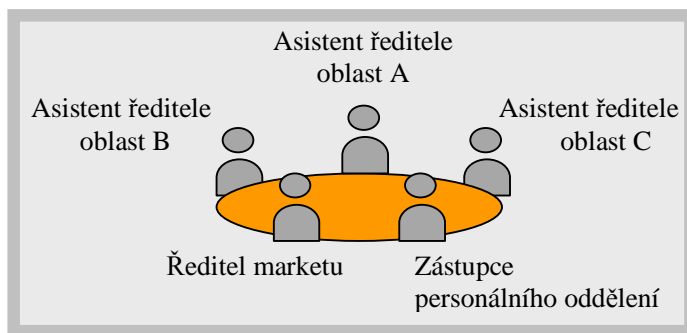 Asistent ředitele
oblast A
Asistent ředitele
oblast B
Asistent ředitele
oblast C
Ředitel marketu
Zástupce
personálního oddělení